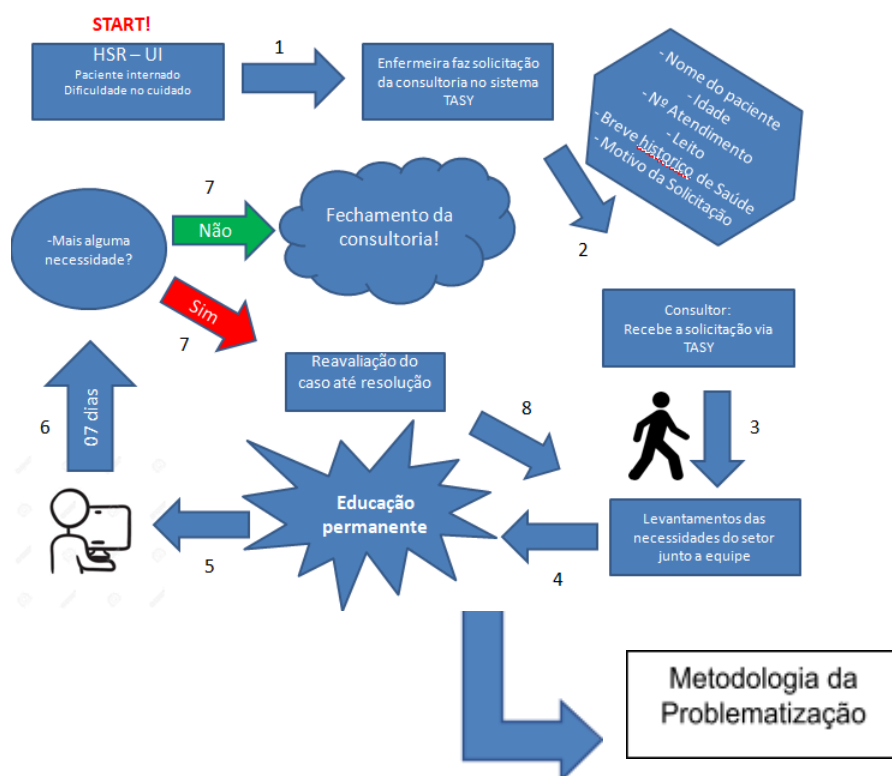 START!
HSR – UI
Paciente internado
Dificuldade no cuidado
1
Enfermeira faz solicitação
da consultoria no sistema
TASY
- Nome do paciente
- Idade
- Nº Atendimento
- Leito
- Breve historico de Saúde
- Motivo da Solicitação
2
7
Não
Fechamento da
consultoria!
-Mais alguma
necessidade?
Sim
7
Consultor:
Recebe a solicitação via
TASY
Reavaliação do
caso até resolução
3
8
6
07 dias
Educação
permanente
Levantamentos das
necessidades do setor
junto a equipe
5
4
Metodologia da
Problematização